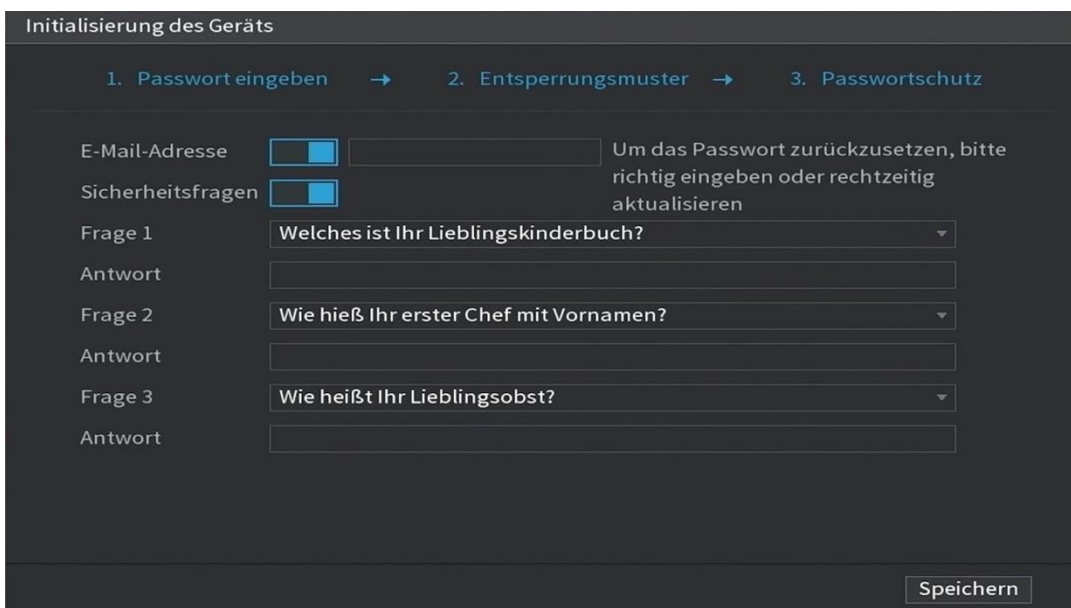 Initialisierung des Geräts
1. Passwort eingeben → 2. Entsperrungsmuster → 3. Passwortschutz
E-Mail-Adresse
Um das Passwort zurückzusetzen, bitte
richtig eingeben oder rechtzeitig
aktualisieren
Sicherheitsfragen
Frage 1 Welches ist Ihr Lieblingskinderbuch?
Antwort
Frage 2 Wie hieß Ihr erster Chef mit Vornamen?
Antwort
Frage 3 Wie heißt Ihr Lieblingsobst?
Antwort
Speichern